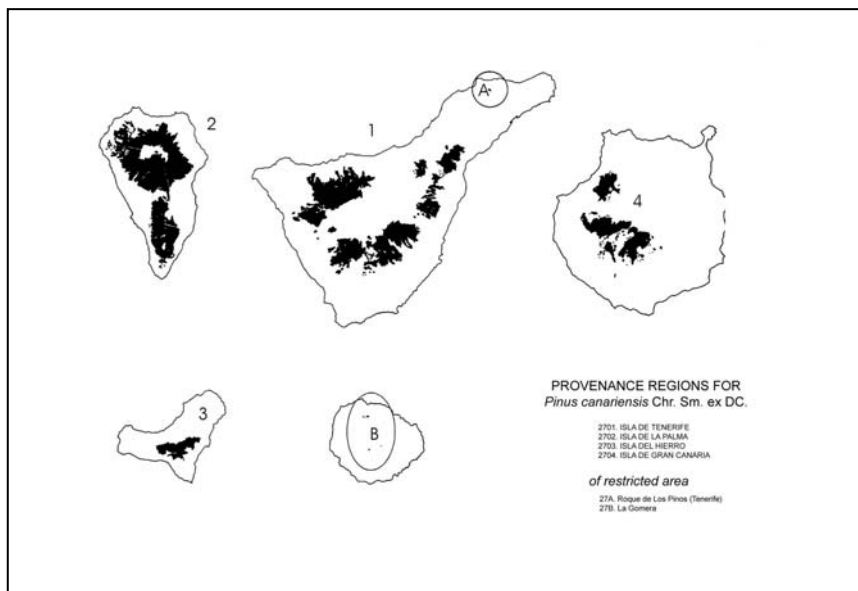 A
2
1
4
3
B
PROVENANCE REGIONS FOR
Pinus canariensis Chr. Sm. ex DC.
2701. ISLA DE TENERIFE
2702. ISLA DE LA PALMA
2703. ISLA DEL HIERRO
2704. ISLA DE GRAN CANARIA
of restricted area
27A. Roque de Los Pinos (Tenerife)
27B. La Gomera